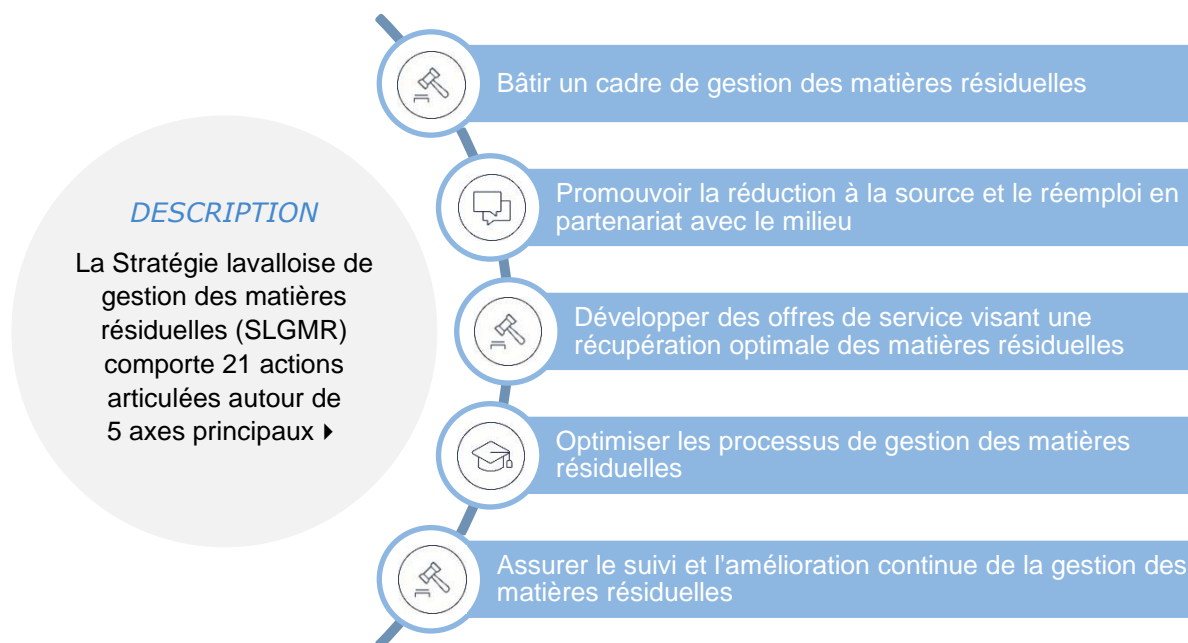 DESCRIPTION
La Stratégie lavalloise de
gestion des matières
résiduelles (SLGMR)
comporte 21 actions
articulées autour de
5 axes principaux
Bâtir un cadre de gestion des matières résiduelles
Promouvoir la réduction à la source et le réemploi en
partenariat avec le milieu
Développer des offres de service visant une
récupération optimale des matières résiduelles
Optimiser les processus de gestion des matières
résiduelles
Assurer le suivi et l'amélioration continue de la gestion des
matières résiduelles